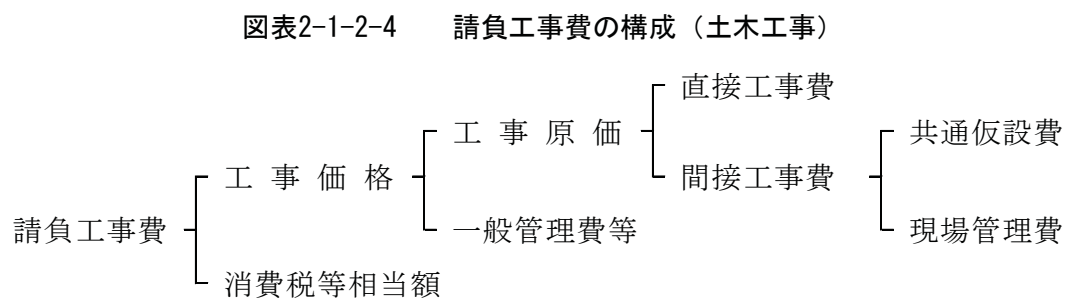 図表2-1-2-4　請負工事費の構成（土木工事）
直接工事費
工事原価
共通仮設費
工事価格
間接工事費
請負工事費
一般管理費等
現場管理費
消費税等相当額